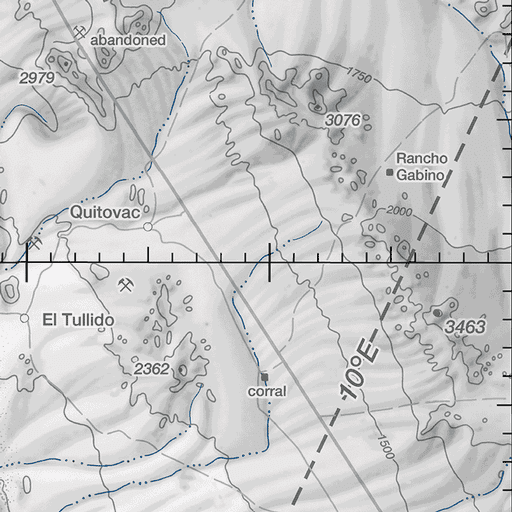 abandoned
2979
1750
3076
Rancho
Gabino
Quitovac
2000
El Tullido
3463
10°E
2362
corral
1500